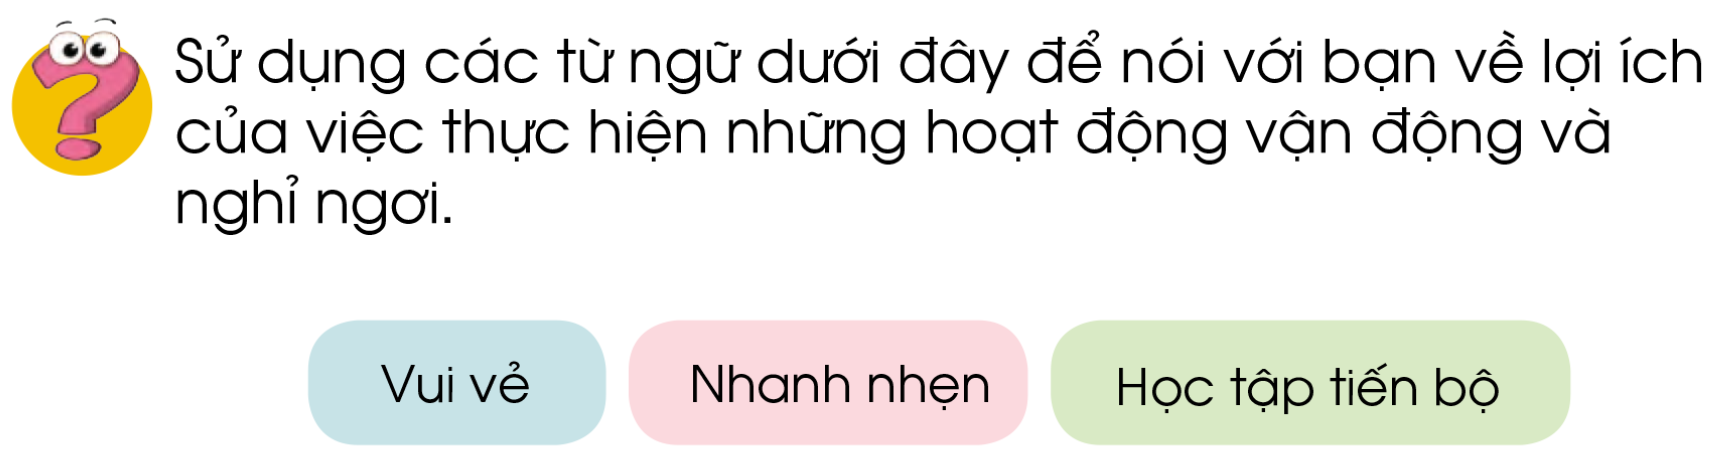 Sử dụng các từ ngữ dưới đây để nói với bạn về lợi ích
của việc thực hiện những hoạt động vận động và
nghỉ ngơi.
Vui vẻ
Nhanh nhẹn
Học tập tiến bộ